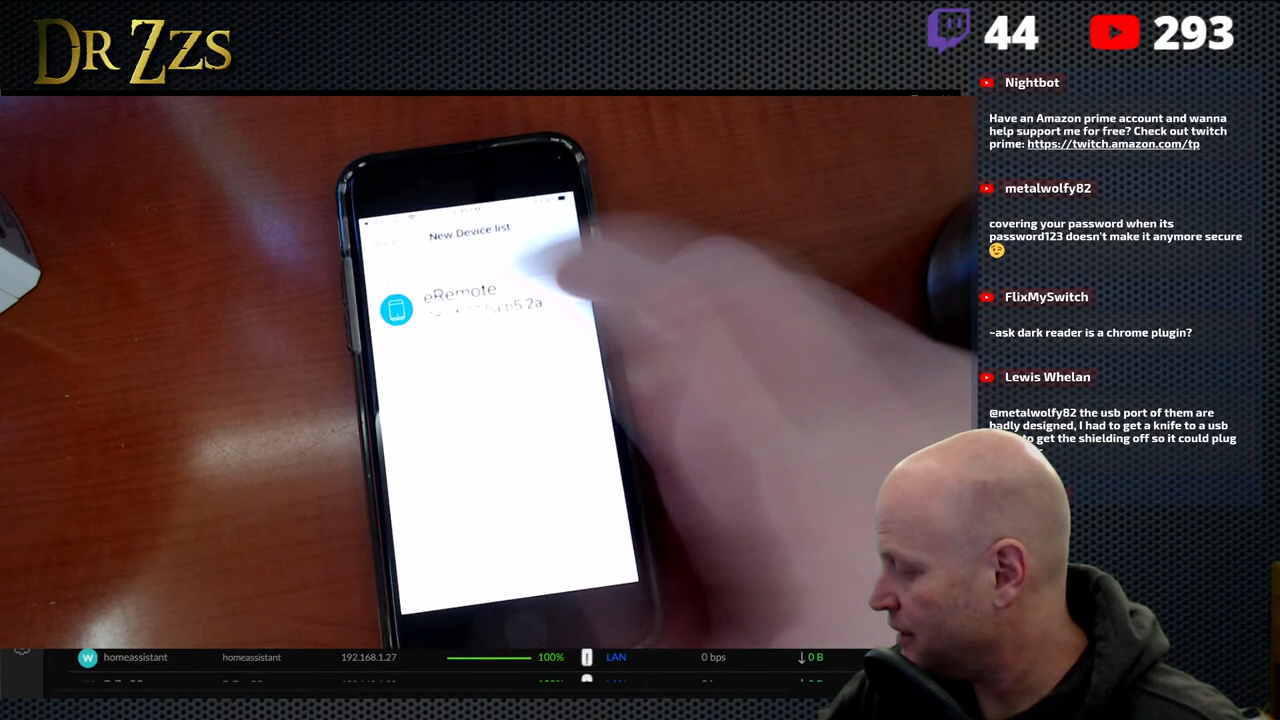 DR ZZS
44
293
Nightbot
Have an Amazon prime account and wanna
help support me for free? Check out twitch
prime: https://twitch.amazon.com/tp
metalwolfy82
covering your password when its
password123 doesn't make it anymore secure
FlixMySwitch
~ask dark reader is a chrome plugin?
Lewis Whelan
@metalwolfy82 the usb port of them are
badly designed, I had to get a knife to a usb
to get the shielding off so it could plug
New Device list
eRemote
homeassistant homeassistant 192.168.1.27 100% LAN 0 bps ↓0 B